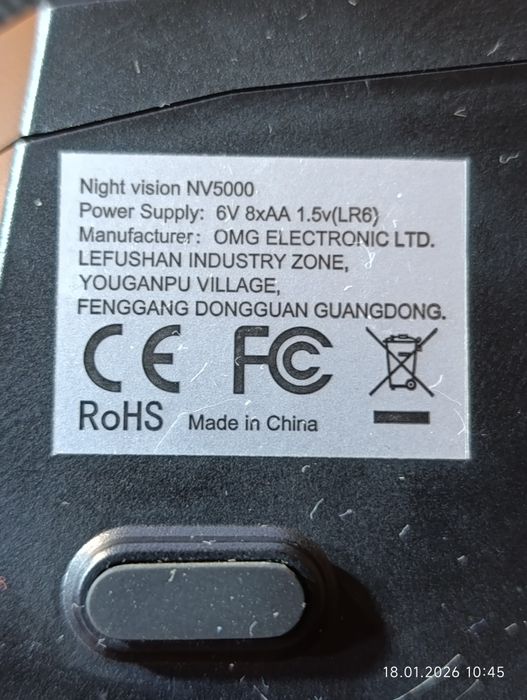 Night vision NV5000
Power Supply: 6V 8xAA 1.5v(LR6)
Manufacturer: OMG ELECTRONIC LTD.
LEFUSHAN INDUSTRY ZONE,
YOUGANPU VILLAGE,
FENGGANG DONGGUAN GUANGDONG.
CE FC
RoHS Made in China
18.01.2026 10:45